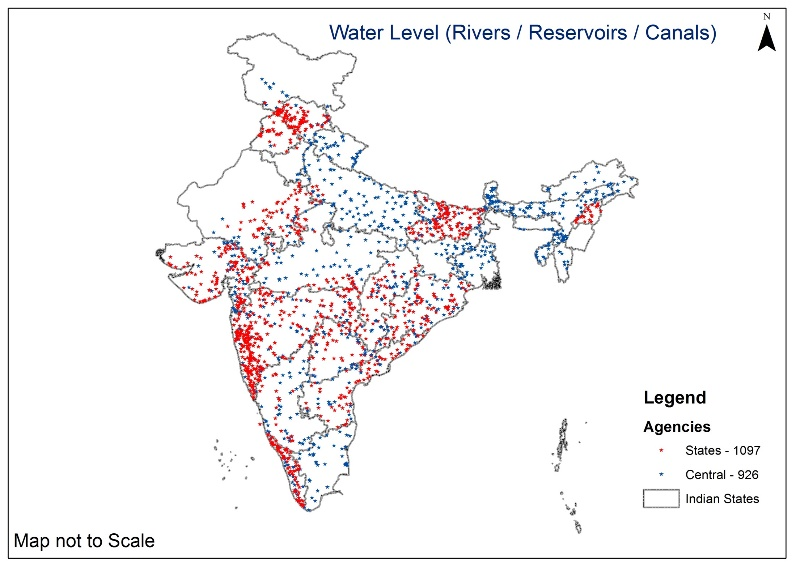 Water Level (Rivers / Reservoirs / Canals)
N
Legend
Agencies
States - 1097
Central - 926
Indian States
Map not to Scale